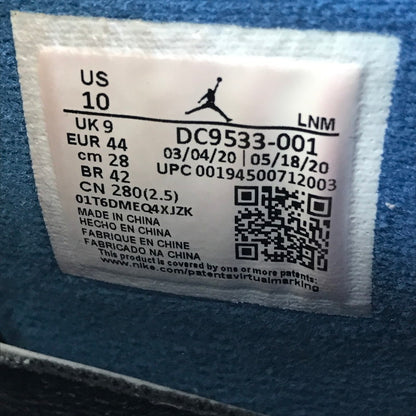 US
10
LNM
UK 9
EUR 44
cm 28
BR 42
CN 280(2.5)
DC9533-001
03/04/20 | 05/18/20
UPC 00194500712003
01T6DMEQ4XJZK
MADE IN CHINA
HECHO EN CHINA
FABRIQUE EN CHINE
FABRICADO NA CHINA
This product is covered by one or more patents:
www.nike.com/patentsvirtualmarking